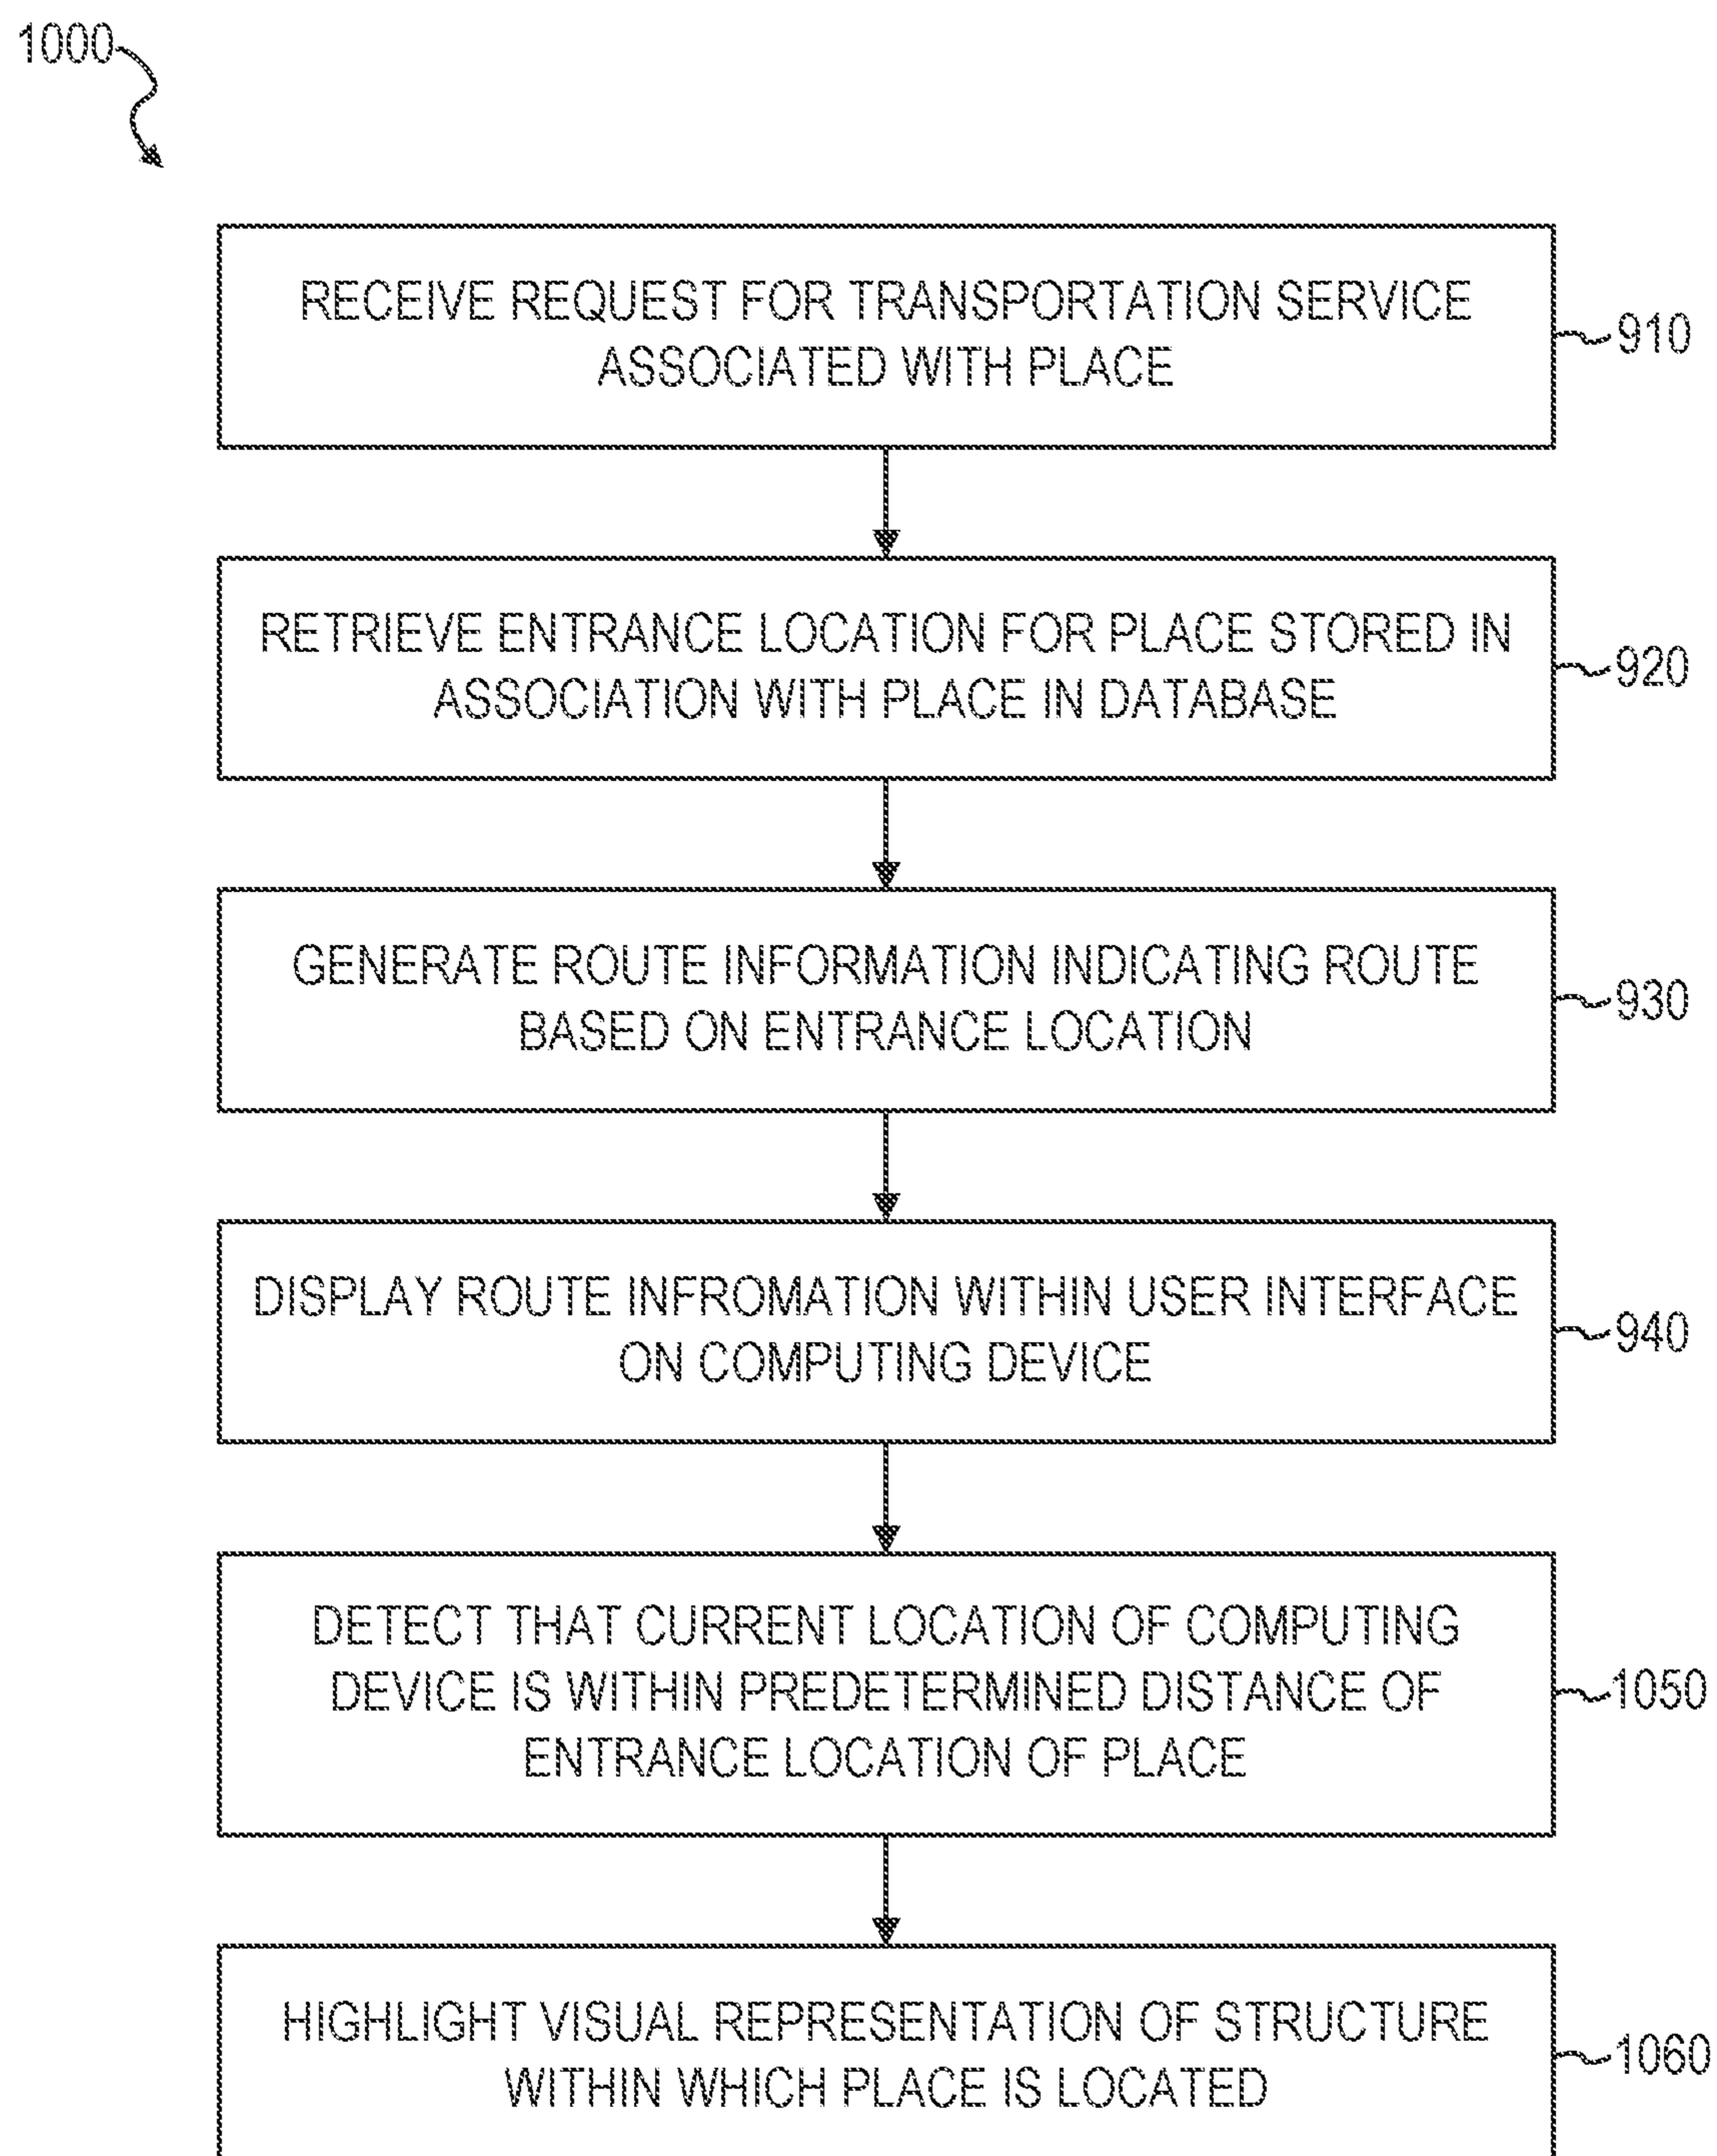 1000
RECEIVE REQUEST FOR TRANSPORTATION SERVICE
ASSOCIATED WITH PLACE
910
RETRIEVE ENTRANCE LOCATION FOR PLACE STORED IN
ASSOCIATION WITH PLACE IN DATABASE
920
GENERATE ROUTE INFORMATION INDICATING ROUTE
BASED ON ENTRANCE LOCATION
930
DISPLAY ROUTE INFROMATION WITHIN USER INTERFACE
ON COMPUTING DEVICE
940
DETECT THAT CURRENT LOCATION OF COMPUTING
DEVICE IS WITHIN PREDETERMINED DISTANCE OF
ENTRANCE LOCATION OF PLACE
1050
HIGHLIGHT VISUAL REPRESENTATION OF STRUCTURE
WITHIN WHICH PLACE IS LOCATED
1060